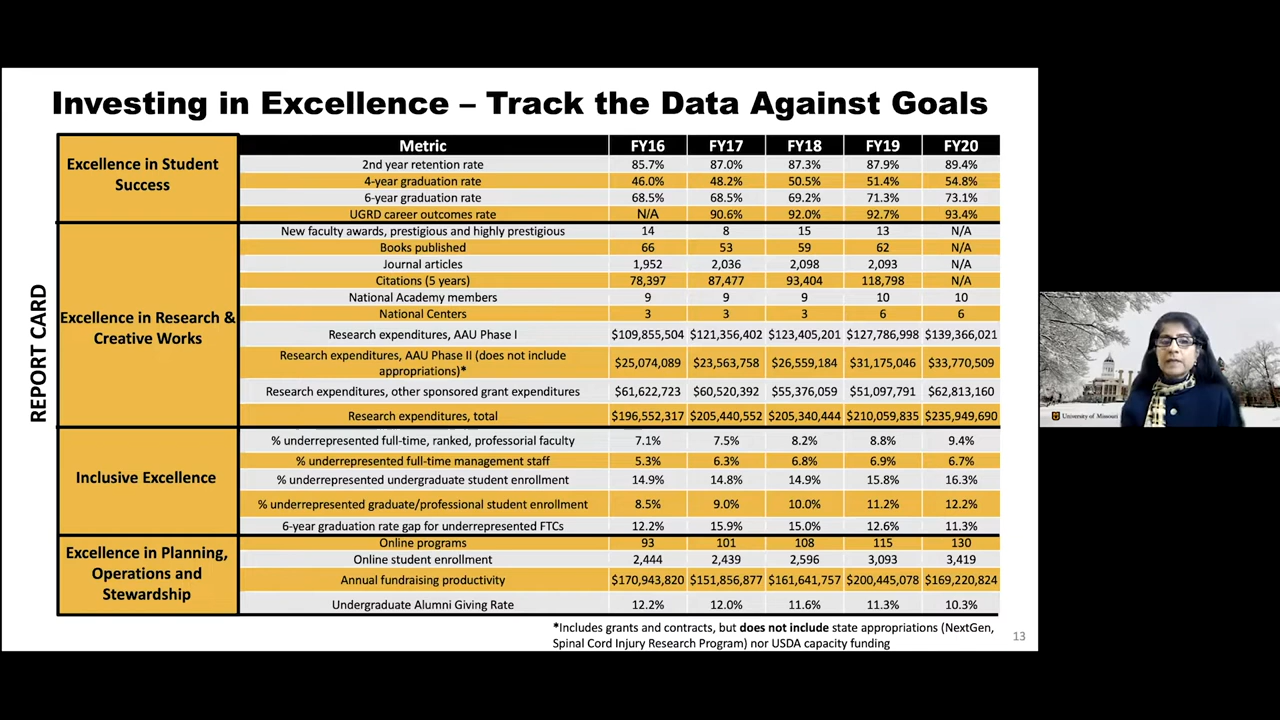 Investing in Excellence – Track the Data Against Goals
REPORT CARD
Metric FY16 FY17 FY18 FY19 FY20
Excellence in Student
Success
2nd year retention rate 85.7% 87.0% 87.3% 87.9% 89.4%
4-year graduation rate 46.0% 48.2% 50.5% 51.4% 54.8%
6-year graduation rate 68.5% 68.5% 69.2% 71.3% 73.1%
UGRD career outcomes rate N/A 90.6% 92.0% 92.7% 93.4%
Excellence in Research &
Creative Works
New faculty awards, prestigious and highly prestigious 14 8 15 13 N/A
Books published 66 53 59 62 N/A
Journal articles 1,952 2,036 2,098 2,093 N/A
Citations (5 years) 78,397 87,477 93,404 118,798 N/A
National Academy members 9 9 9 10 10
National Centers 3 3 3 6 6
Research expenditures, AAU Phase I $109,855,504 $121,356,402 $123,405,201 $127,786,998 $139,366,021
Research expenditures, AAU Phase II (does not include
appropriations)* $25,074,089 $23,563,758 $26,559,184 $31,175,046 $33,770,509
Research expenditures, other sponsored grant expenditures $61,622,723 $60,520,392 $55,376,059 $51,097,791 $62,813,160
Research expenditures, total $196,552,317 $205,440,552 $205,340,444 $210,059,835 $235,949,690
Inclusive Excellence
% underrepresented full-time, ranked, professorial faculty 7.1% 7.5% 8.2% 8.8% 9.4%
% underrepresented full-time management staff 5.3% 6.3% 6.8% 6.9% 6.7%
% underrepresented undergraduate student enrollment 14.9% 14.8% 14.9% 15.8% 16.3%
% underrepresented graduate/professional student enrollment 8.5% 9.0% 10.0% 11.2% 12.2%
6-year graduation rate gap for underrepresented FTCs 12.2% 15.9% 15.0% 12.6% 11.3%
Excellence in Planning,
Operations and
Stewardship
Online programs 93 101 108 115 130
Online student enrollment 2,444 2,439 2,596 3,093 3,419
Annual fundraising productivity $170,943,820 $151,856,877 $161,641,757 $200,445,078 $169,220,824
Undergraduate Alumni Giving Rate 12.2% 12.0% 11.6% 11.3% 10.3%
*Includes grants and contracts, but does not include state appropriations (NextGen,
Spinal Cord Injury Research Program) nor USDA capacity funding
13
University of Missouri